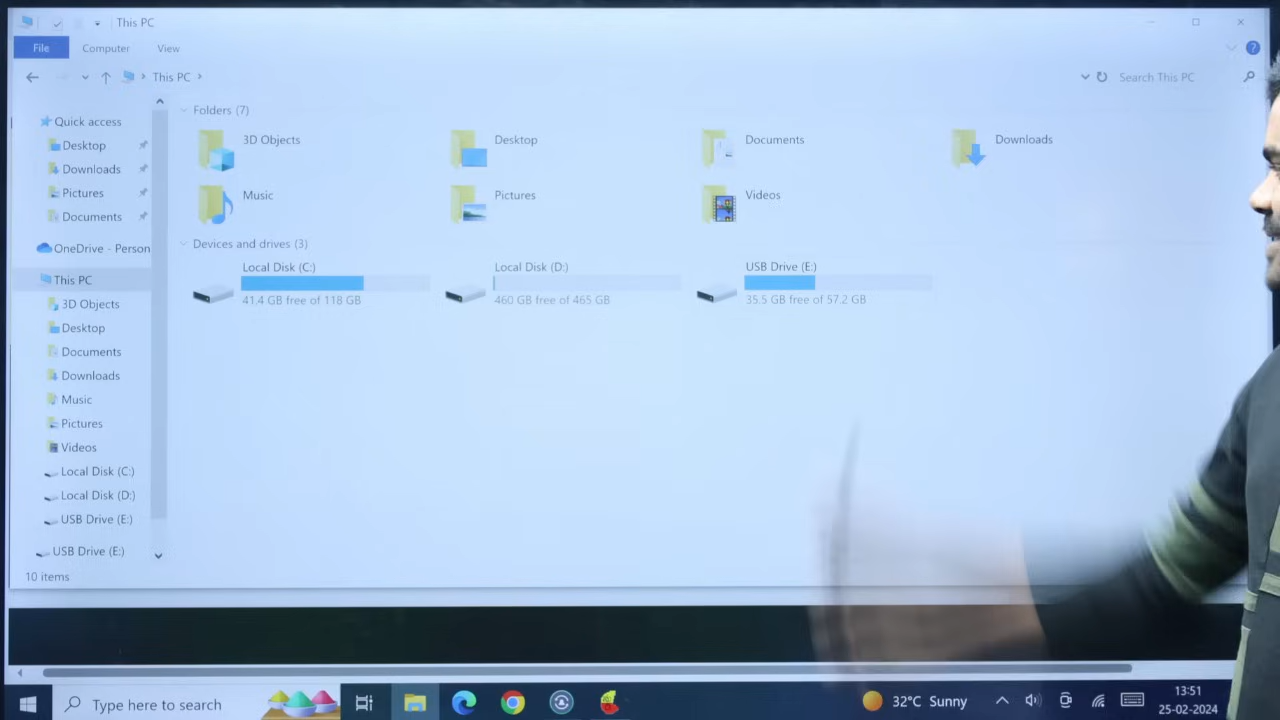 This PC
File Computer View
This PC Search This PC
Quick access
Desktop
Downloads
Pictures
Documents
OneDrive - Person
This PC
3D Objects
Desktop
Documents
Downloads
Music
Pictures
Videos
Local Disk (C:)
Local Disk (D:)
USB Drive (E:)
USB Drive (E:)
10 items
Folders (7)
3D Objects Desktop Documents Downloads
Music Pictures Videos
Devices and drives (3)
Local Disk (C:) Local Disk (D:) USB Drive (E:)
41.4 GB free of 118 GB 460 GB free of 465 GB 35.5 GB free of 57.2 GB
Type here to search
32°C Sunny
13:51
25-02-2024